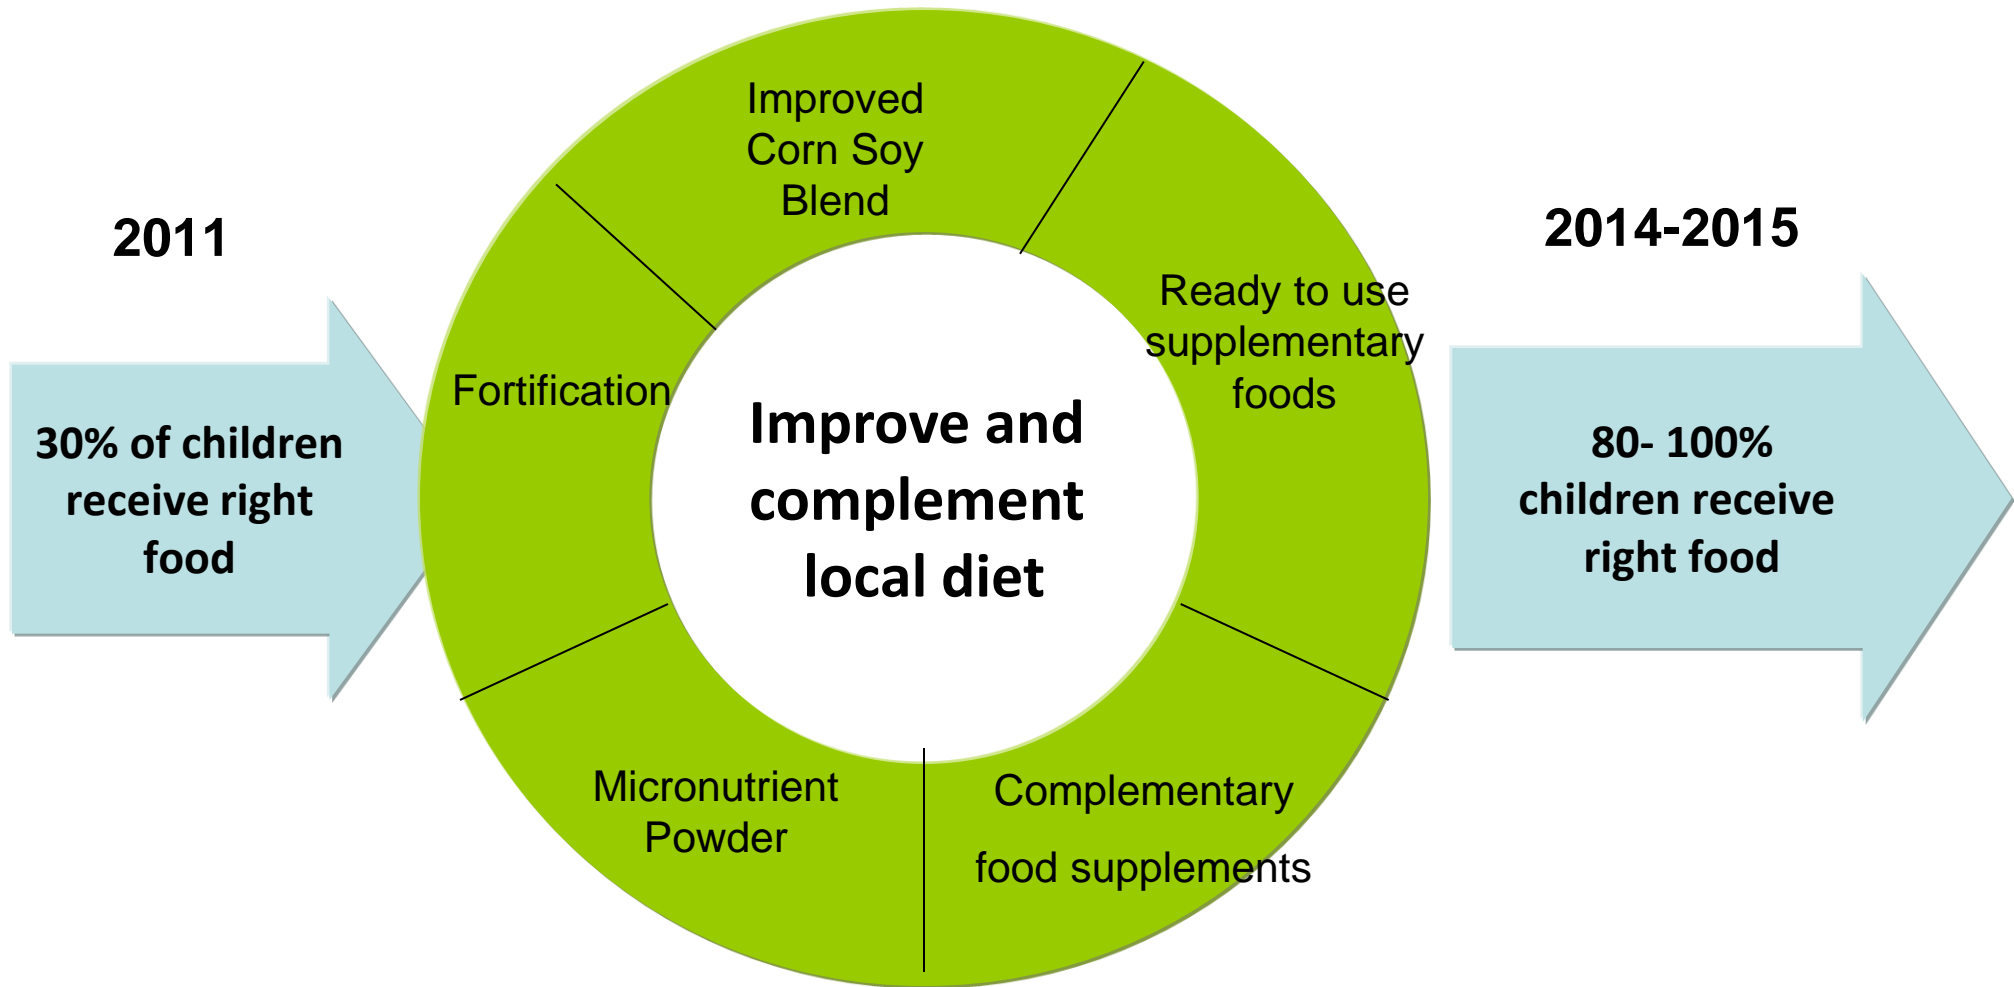 2011
30% of children
receive right
food
Improved
Corn Soy
Blend
Ready to use
supplementary
foods
Fortification
Improve and
complement
local diet
Micronutrient
Powder
Complementary
food supplements
2014-2015
80- 100%
children receive
right food